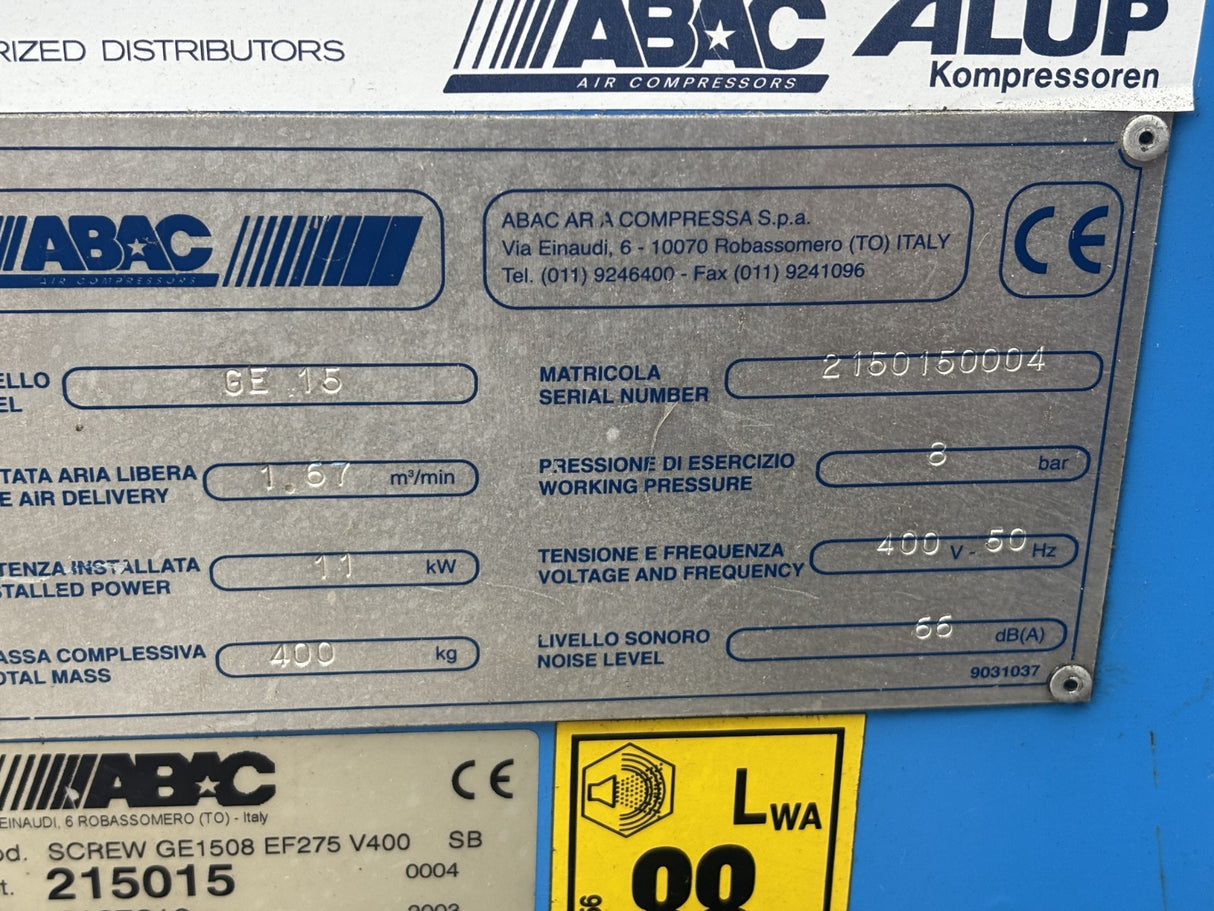 RIZED DISTRIBUTORS
ABAC
AIR COMPRESSORS
ALUP
Kompressoren
ABAC
AIR COMPRESSORS
ABAC ARIA COMPRESSA S.p.a.
Via Einaudi, 6 - 10070 Robassomero (TO) ITALY
Tel. (011) 9246400 - Fax (011) 9241096
CE
ELLO
EL
GE 15
MATRICOLA
SERIAL NUMBER
2150150004
TATA ARIA LIBERA
E AIR DELIVERY
1.67 m³/min
PRESSIONE DI ESERCIZIO
WORKING PRESSURE
8 bar
TENZA INSTALLATA
STALLED POWER
11 kW
TENSIONE E FREQUENZA
VOLTAGE AND FREQUENCY
400 V - 50 Hz
ASSA COMPLESSIVA
OTAL MASS
400 kg
LIVELLO SONORO
NOISE LEVEL
66 dB(A)
9031037
ABAC
CE
EINAUDI, 6 ROBASSOMERO (TO) - Italy
od. SCREW GE1508 EF275 V400 SB
t. 215015 0004
LWA